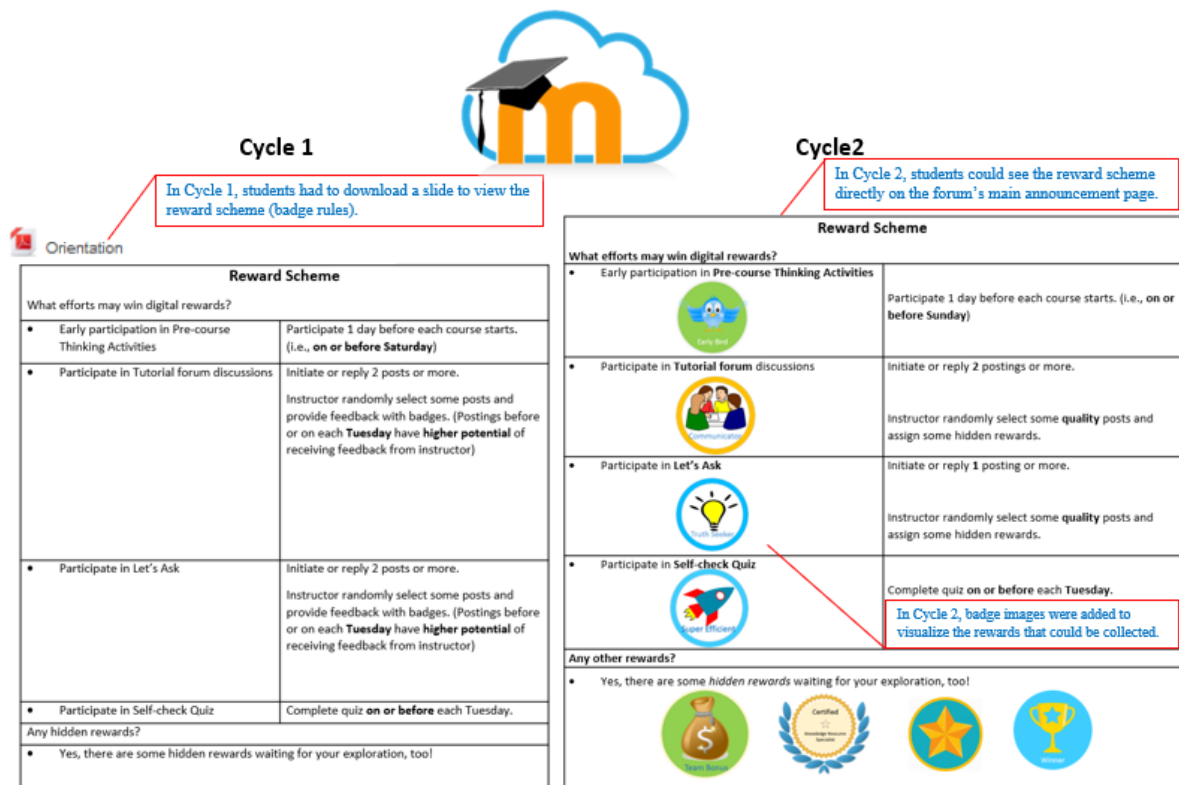 m
Cycle 1
In Cycle 1, students had to download a slide to view the
reward scheme (badge rules).
Orientation
Reward Scheme
What efforts may win digital rewards?
• Early participation in Pre-course
Thinking Activities
Participate 1 day before each course starts.
(i.e., on or before Saturday)
• Participate in Tutorial forum discussions
Initiate or reply 2 posts or more.
Instructor randomly select some posts and
provide feedback with badges. (Postings before
or on each Tuesday have higher potential of
receiving feedback from instructor)
• Participate in Let's Ask
Initiate or reply 2 posts or more.
Instructor randomly select some posts and
provide feedback with badges. (Postings before
or on each Tuesday have higher potential of
receiving feedback from instructor)
• Participate in Self-check Quiz
Complete quiz on or before each Tuesday.
Any hidden rewards?
• Yes, there are some hidden rewards waiting for your exploration, too!
Cycle2
In Cycle 2, students could see the reward scheme
directly on the forum's main announcement page.
Reward Scheme
What efforts may win digital rewards?
• Early participation in Pre-course Thinking Activities
Early Bird
Participate 1 day before each course starts. (i.e., on or
before Sunday)
• Participate in Tutorial forum discussions
Communicator
Initiate or reply 2 postings or more.
Instructor randomly select some quality posts and
assign some hidden rewards.
• Participate in Let's Ask
Truth Seeker
Initiate or reply 1 posting or more.
Instructor randomly select some quality posts and
assign some hidden rewards.
• Participate in Self-check Quiz
Super Efficient
Complete quiz on or before each Tuesday.
In Cycle 2, badge images were added to
visualize the rewards that could be collected.
Any other rewards?
• Yes, there are some hidden rewards waiting for your exploration, too!
$
Team Bonus
Certified
Knowledge Resource
Specialist
Winner